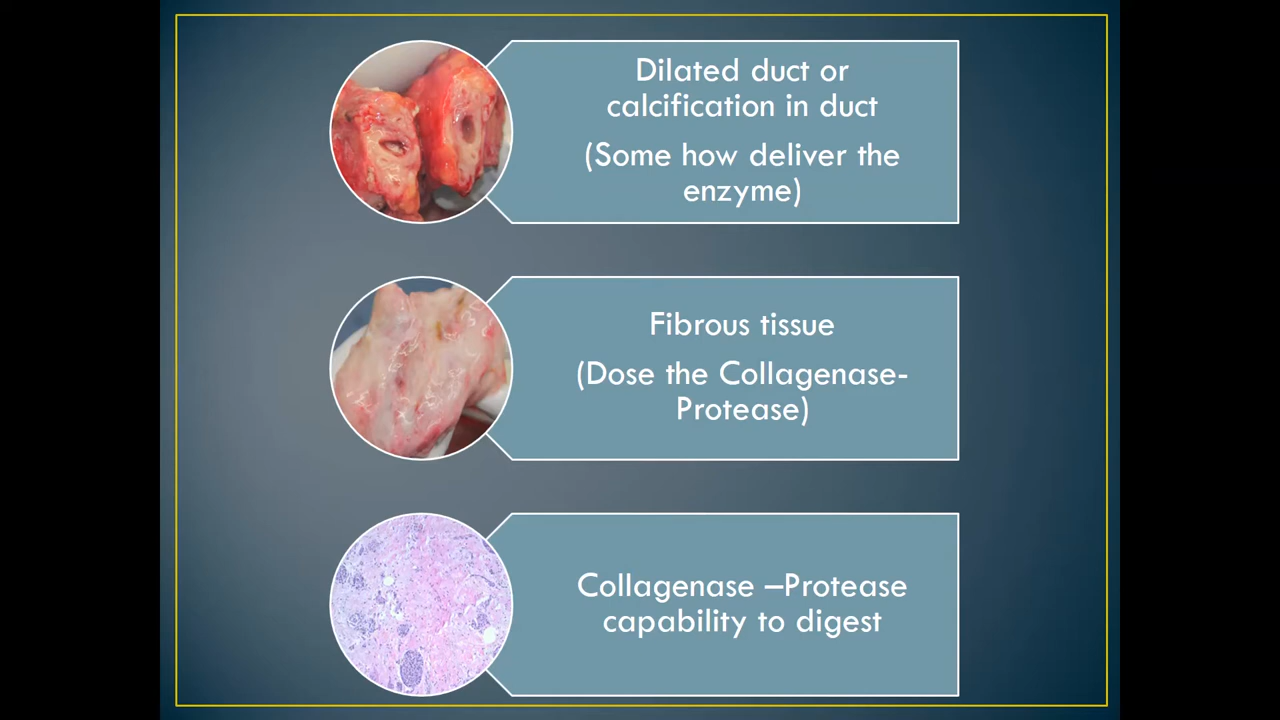 Dilated duct or
calcification in duct
(Some how deliver the
enzyme)
Fibrous tissue
(Dose the Collagenase-
Protease)
Collagenase –Protease
capability to digest